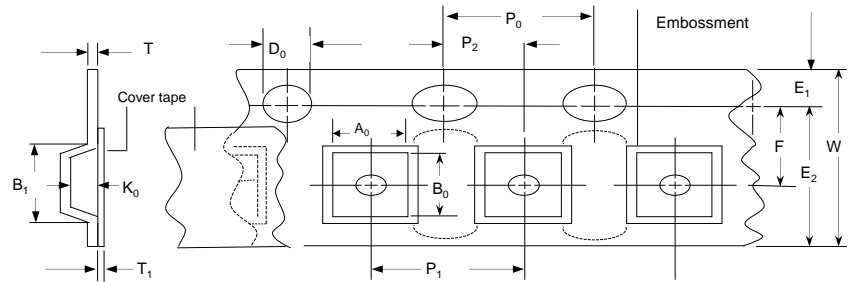 P0
Embossment
T
D0
P2
E1
Cover tape
A0
F
W
B1
K0
B0
E2
T1
P1